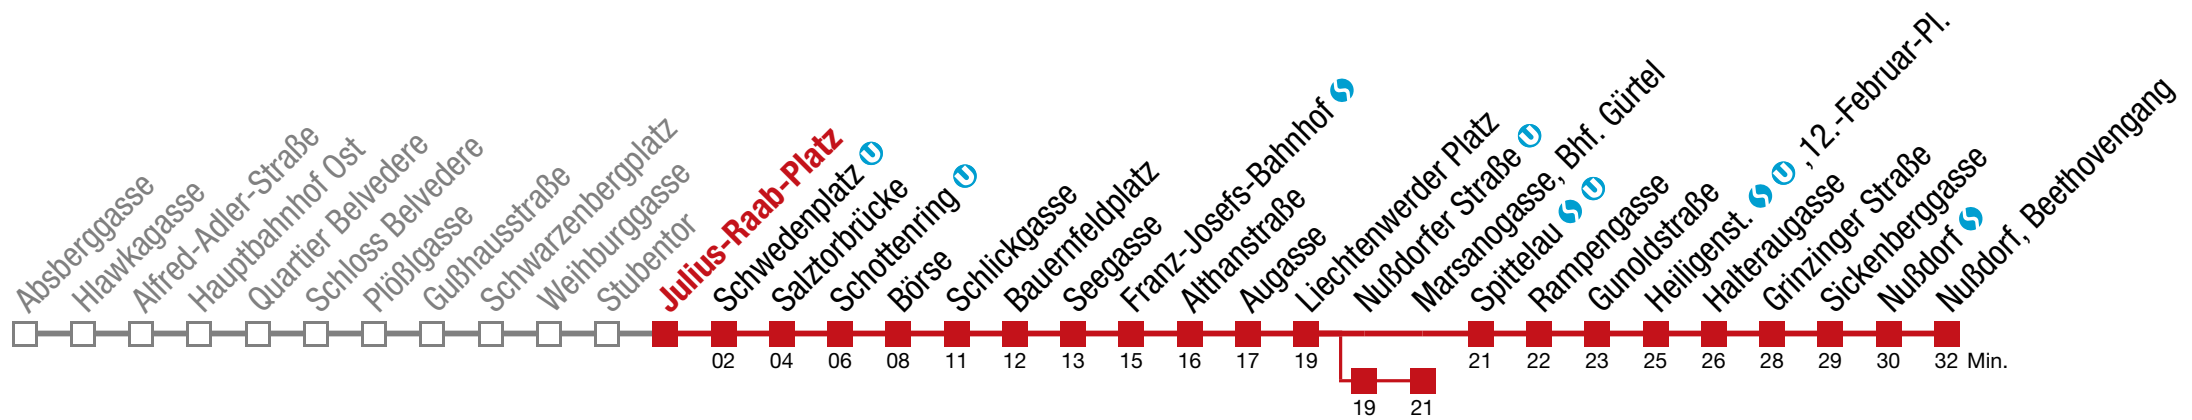 Absberggasse
Hlawkagasse
Alfred-Adler-Straße
Hauptbahnhof Ost
Quartier Belvedere
Schloss Belvedere
Plößlgasse
Gußhausstraße
Schwarzenbergplatz
Weihburggasse
Stubentor
Julius-Raab-Platz
Schwedenplatz U
Salztorbrücke
Schottenring U
Börse
Schlickgasse
Bauernfeldplatz
Seegasse
Franz-Josefs-Bahnhof S
Althanstraße
Augasse
Liechtenwerder Platz
Nußdorfer Straße U
Marsanogasse, Bhf. Gürtel
Spittelau S U
Rampengasse
Gunoldstraße
Heiligenst. S U ,12.-Februar-Pl.
Halteraugasse
Grinzinger Straße
Sickenberggasse
Nußdorf S
Nußdorf, Beethovengang
02 04 06 08 11 12 13 15 16 17 19 21 22 23 25 26 28 29 30 32 Min.
19 21